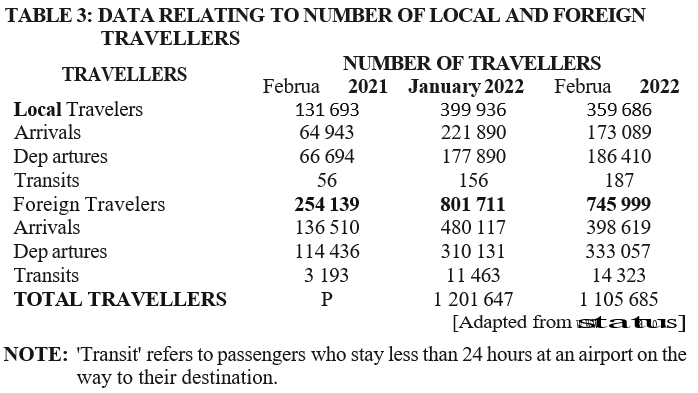 TABLE 3: DATA RELATING TO NUMBER OF LOCAL AND FOREIGN
TRAVELLERS
TRAVELLERS NUMBER OF TRAVELLERS
Februa 2021 January 2022 Februa 2022
Local Travelers 131 693 399 936 359 686
Arrivals 64 943 221 890 173 089
Dep artures 66 694 177 890 186 410
Transits 56 156 187
Foreign Travelers 254 139 801 711 745 999
Arrivals 136 510 480 117 398 619
Dep artures 114 436 310 131 333 057
Transits 3 193 11 463 14 323
TOTAL TRAVELLERS P 1 201 647 1 105 685
[Adapted from
NOTE: 'Transit' refers to passengers who stay less than 24 hours at an airport on the
way to their destination.